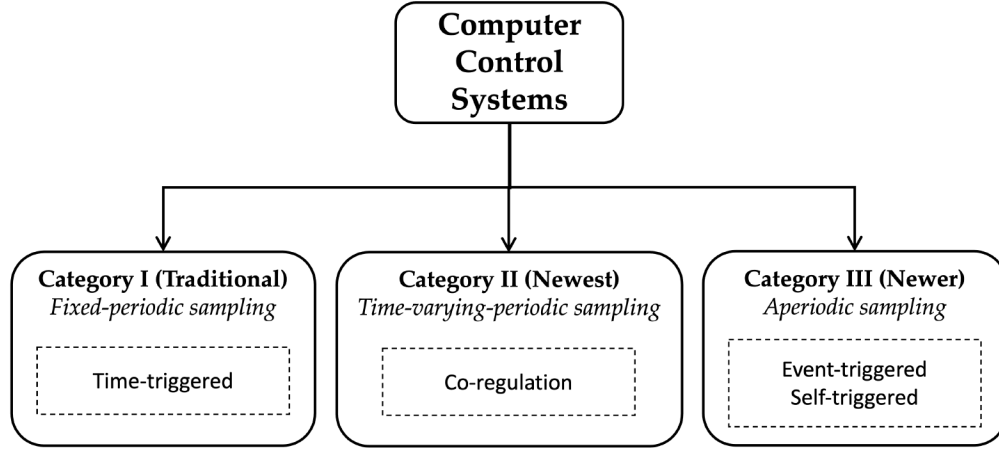 Computer
Control
Systems
Category I (Traditional)
Fixed-periodic sampling
Time-triggered
Category II (Newest)
Time-varying-periodic sampling
Co-regulation
Category III (Newer)
Aperiodic sampling
Event-triggered
Self-triggered